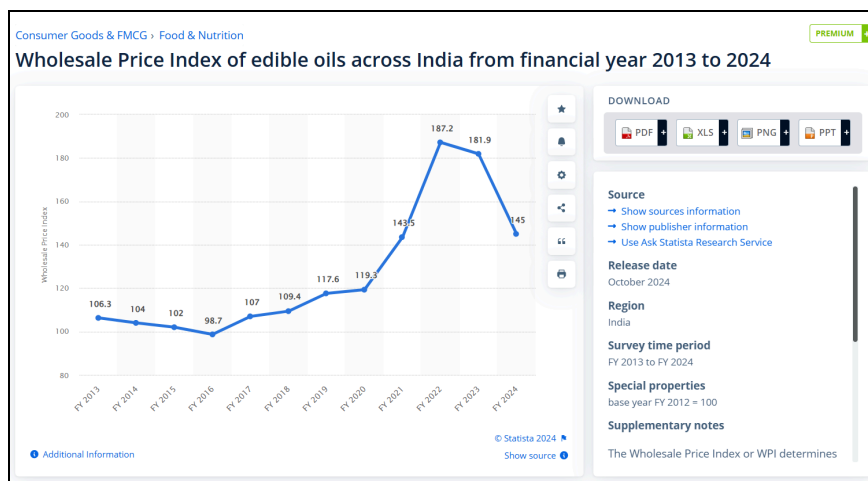 Consumer Goods & FMCG › Food & Nutrition
PREMIUM +
Wholesale Price Index of edible oils across India from financial year 2013 to 2024
200
180
160
140
120
100
80
Wholesale Price Index
106.3
104
102
98.7
107
109.4
117.6
119.3
143.5
187.2
181.9
145
FY 2013
FY 2014
FY 2015
FY 2016
FY 2017
FY 2018
FY 2019
FY 2020
FY 2021
FY 2022
FY 2023
FY 2024
© Statista 2024
Additional Information
Show source
DOWNLOAD
PDF + XLS + PNG + PPT +
Source
→ Show sources information
→ Show publisher information
→ Use Ask Statista Research Service
Release date
October 2024
Region
India
Survey time period
FY 2013 to FY 2024
Special properties
base year FY 2012 = 100
Supplementary notes
The Wholesale Price Index or WPI determines